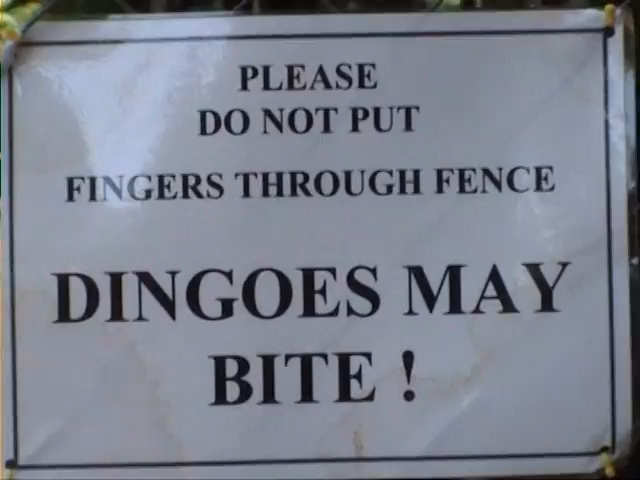 PLEASE
DO NOT PUT
FINGERS THROUGH FENCE
DINGOES MAY
BITE !